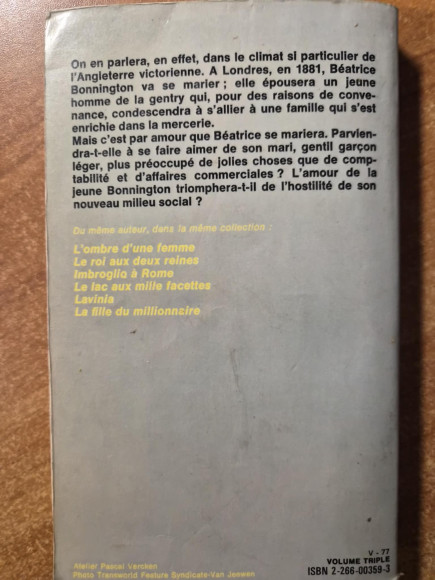 On en parlera, en effet, dans le climat si particulier de
l'Angleterre victorienne. A Londres, en 1881, Béatrice
Bonnington va se marier ; elle épousera un jeune
homme de la gentry qui, pour des raisons de conve-
nance, condescendra à s'allier à une famille qui s'est
enrichie dans la mercerie.
Mais c'est par amour que Béatrice se mariera. Parvien-
dra-t-elle à se faire aimer de son mari, gentil garçon
léger, plus préoccupé de jolies choses que de comp-
tabilité et d'affaires commerciales ? L'amour de la
jeune Bonnington triomphera-t-il de l'hostilité de son
nouveau milieu social ?
Du même auteur, dans la même collection :
L'ombre d'une femme
Le roi aux deux reines
Imbroglio à Rome
Le lac aux mille facettes
Lavinia
La fille du millionnaire
V - 77
VOLUME TRIPLE
ISBN 2-266-00359-3
Atelier Pascal Vercken
Photo Transworld Feature Syndicate-Van Jeewen